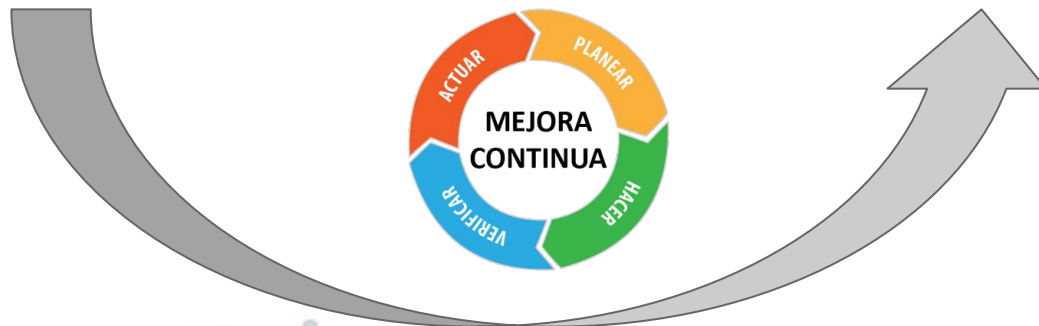 ACTUAR
PLANEAR
MEJORA
CONTINUA
VERIFICAR
HACER